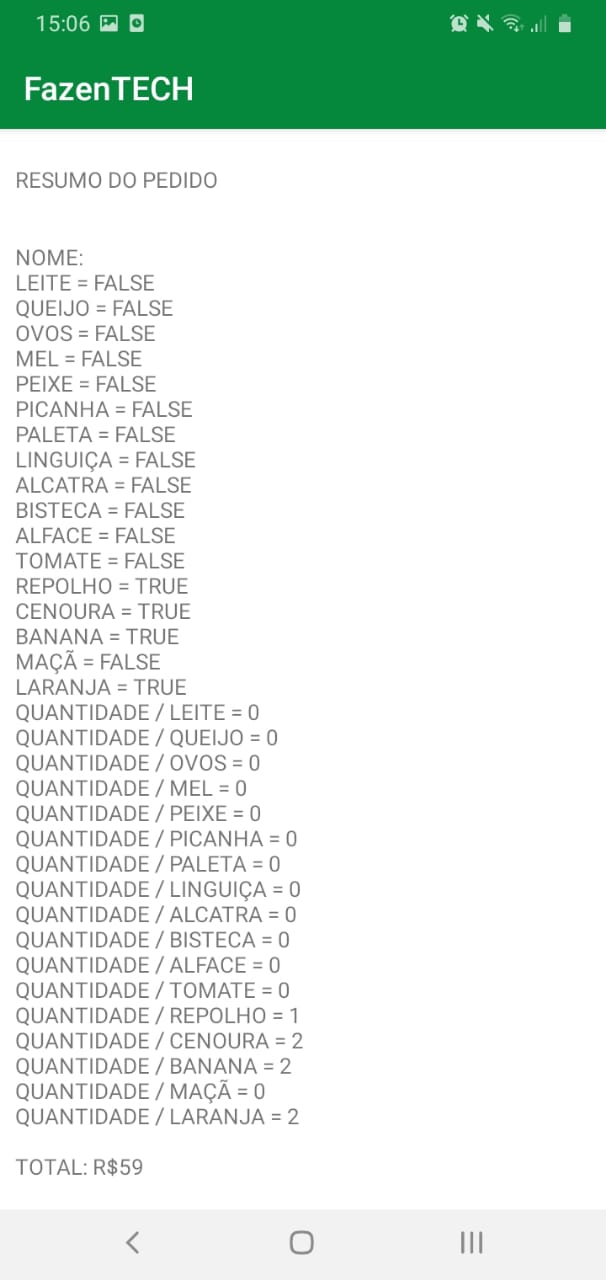 15:06
FazenTECH
RESUMO DO PEDIDO
NOME:
LEITE = FALSE
QUEIJO = FALSE
OVOS = FALSE
MEL = FALSE
PEIXE = FALSE
PICANHA = FALSE
PALETA = FALSE
LINGUIÇA = FALSE
ALCATRA = FALSE
BISTECA = FALSE
ALFACE = FALSE
TOMATE = FALSE
REPOLHO = TRUE
CENOURA = TRUE
BANANA = TRUE
MAÇÃ = FALSE
LARANJA = TRUE
QUANTIDADE / LEITE = 0
QUANTIDADE / QUEIJO = 0
QUANTIDADE / OVOS = 0
QUANTIDADE / MEL = 0
QUANTIDADE / PEIXE = 0
QUANTIDADE / PICANHA = 0
QUANTIDADE / PALETA = 0
QUANTIDADE / LINGUIÇA = 0
QUANTIDADE / ALCATRA = 0
QUANTIDADE / BISTECA = 0
QUANTIDADE / ALFACE = 0
QUANTIDADE / TOMATE = 0
QUANTIDADE / REPOLHO = 1
QUANTIDADE / CENOURA = 2
QUANTIDADE / BANANA = 2
QUANTIDADE / MAÇÃ = 0
QUANTIDADE / LARANJA = 2
TOTAL: R$59